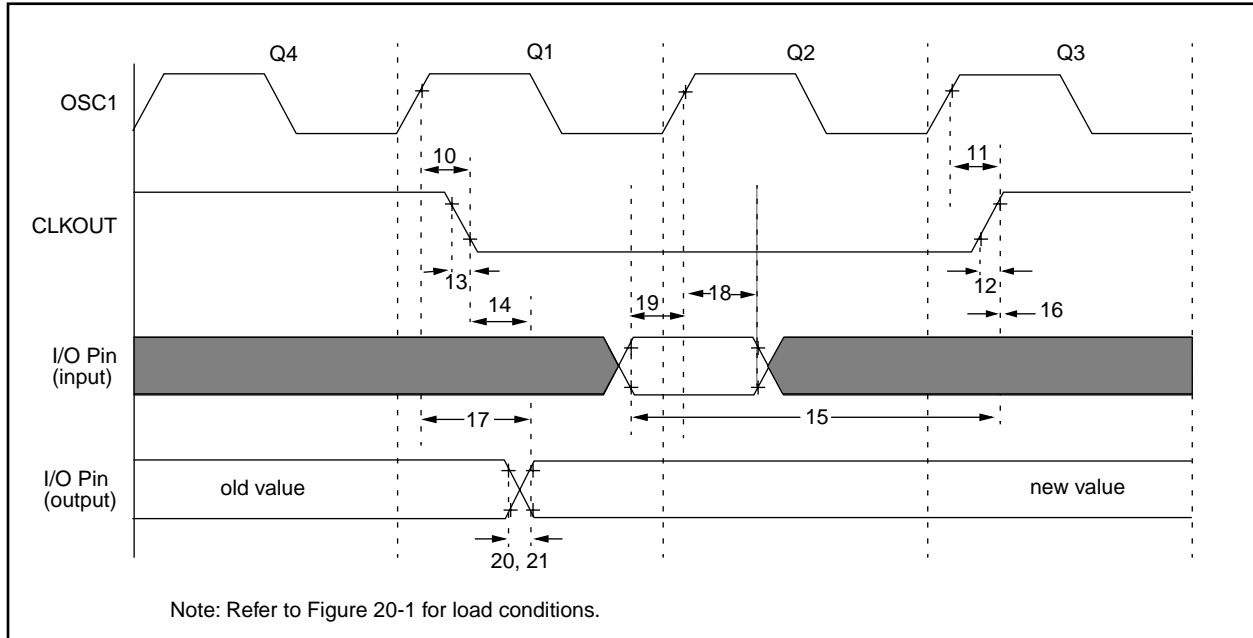 Q4 Q1 Q2 Q3
OSC1
10 11
CLKOUT
13 12
14 19 18 16
I/O Pin
(input)
17 15
I/O Pin
(output)
old value new value
20, 21
Note: Refer to Figure 20-1 for load conditions.